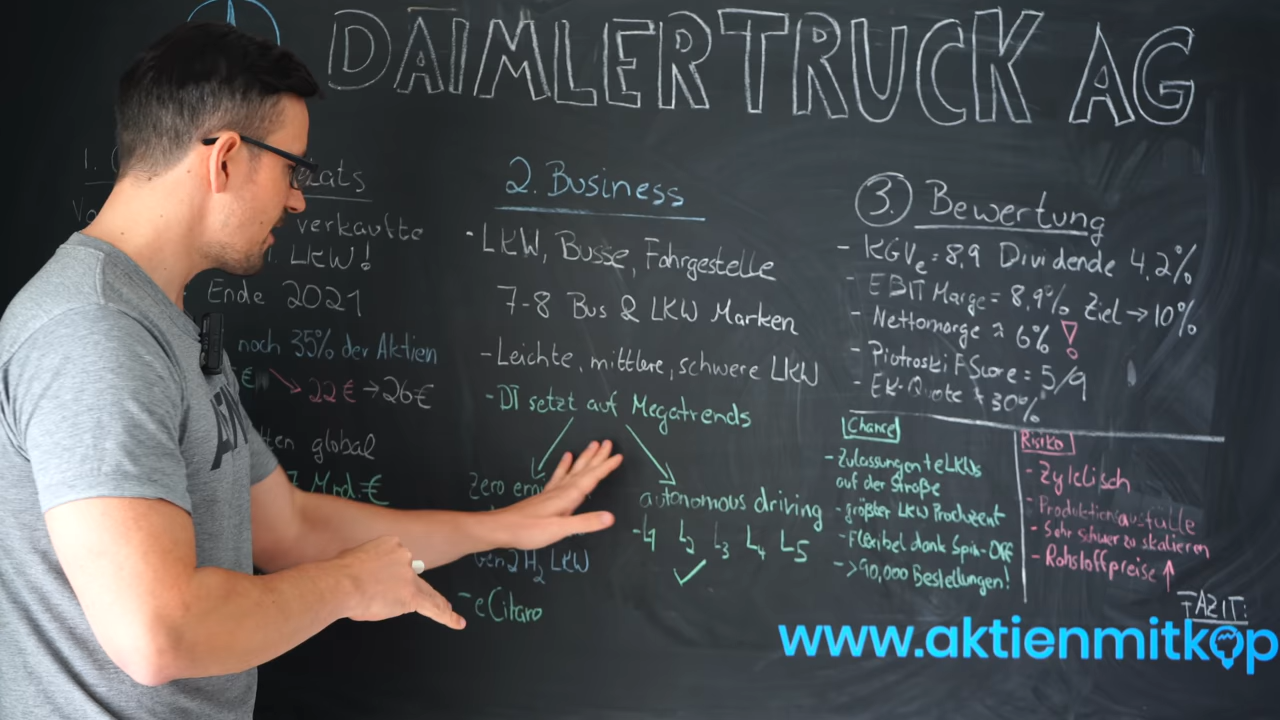 DAIMLERTRUCK AG
1.
zats
verkaufte
LKW!
Ende 2021
noch 35% der Aktien
€ → 22€ → 26€
global
Mrd. €
2. Business
- LKW, Busse, Fahrgestelle
7-8 Bus & LKW Marken
- Leichte, mittlere, schwere LKW
- DT setzt auf Megatrends
Zero
H2 LKW
- eCitaro
autonomous driving
- L1 L2 L3 L4 L5
✓
3. Bewertung
- KGVe = 8,9 Dividende 4,2%
- EBIT Marge = 8,9% Ziel → 10%
- Nettomarge ≈ 6% !
- Piotroski F Score = 5/9
- EK-Quote ≈ 30%
Chance
- Zulassungen + eLKWs
auf der Straße
- größter LKW Produzent
- Flexibel dank Spin-Off
- >90,000 Bestellungen!
Risiko
- Zyklisch
- Produktionsausfälle
- Sehr schwer zu skalieren
- Rohstoffpreise ↑
FAZIT:
www.aktienmitkop